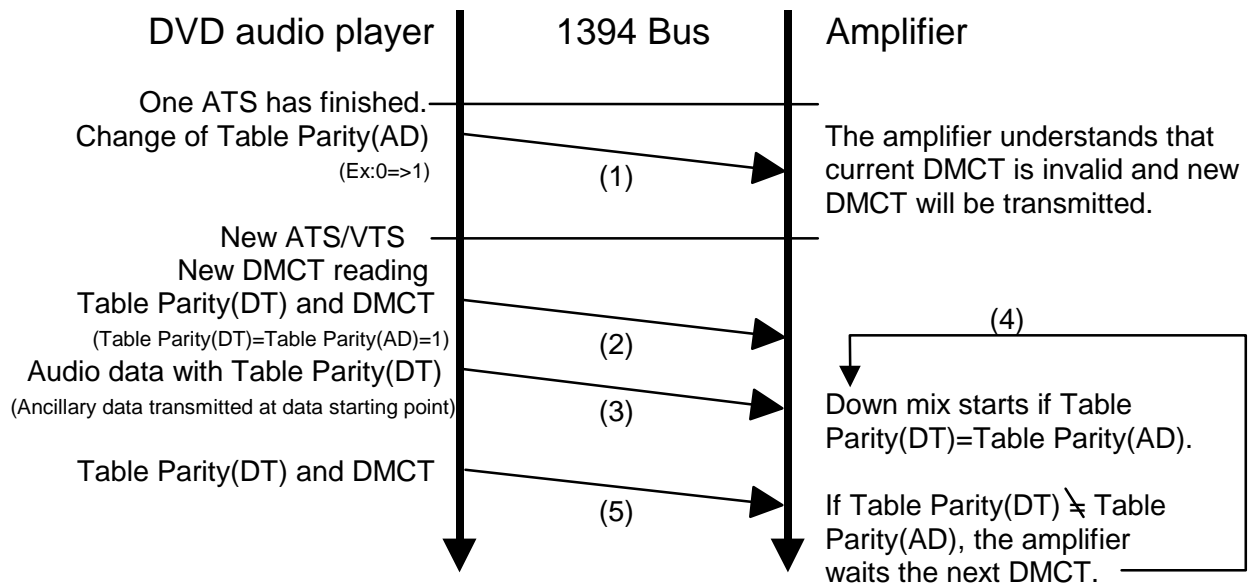 DVD audio player
1394 Bus
Amplifier
One ATS has finished.
Change of Table Parity(AD)
(Ex:0=>1)
(1)
The amplifier understands that
current DMCT is invalid and new
DMCT will be transmitted.
New ATS/VTS
New DMCT reading
Table Parity(DT) and DMCT
(Table Parity(DT)=Table Parity(AD)=1)
(2)
(4)
Audio data with Table Parity(DT)
(Ancillary data transmitted at data starting point)
(3)
Down mix starts if Table
Parity(DT)=Table Parity(AD).
Table Parity(DT) and DMCT
(5)
If Table Parity(DT) ≠ Table
Parity(AD), the amplifier
waits the next DMCT.